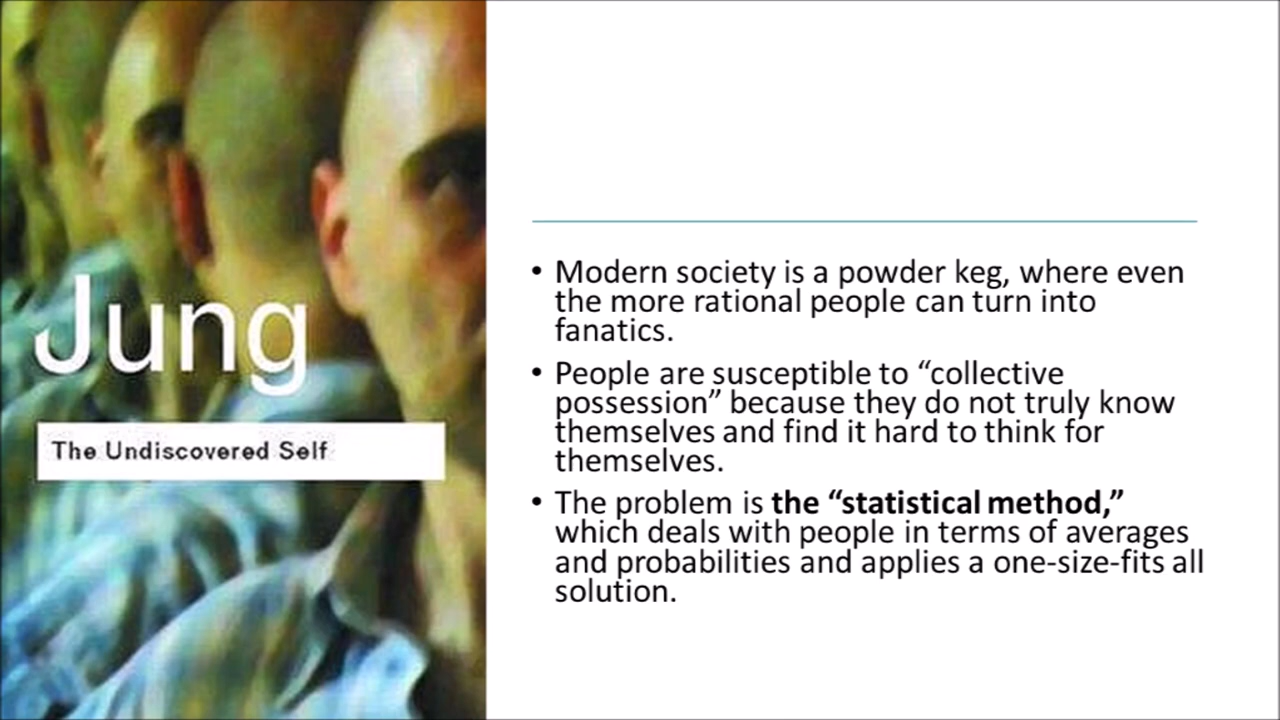 Jung
The Undiscovered Self
• Modern society is a powder keg, where even
the more rational people can turn into
fanatics.
• People are susceptible to “collective
possession” because they do not truly know
themselves and find it hard to think for
themselves.
• The problem is the “statistical method,”
which deals with people in terms of averages
and probabilities and applies a one-size-fits all
solution.